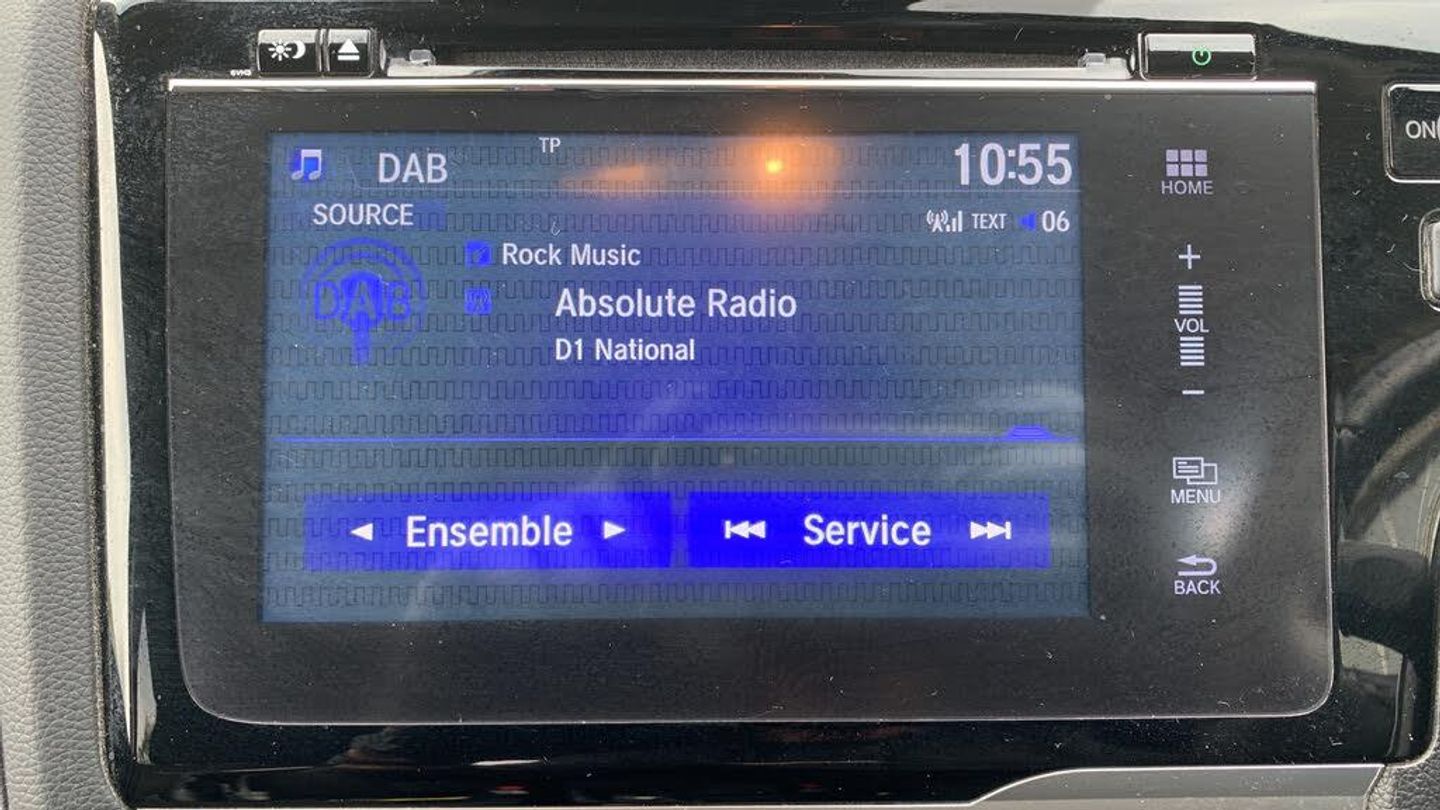 TP
DAB
10:55
SOURCE
TEXT 06
Rock Music
DAB
Absolute Radio
D1 National
Ensemble
Service
HOME
+
VOL
−
MENU
BACK
ON